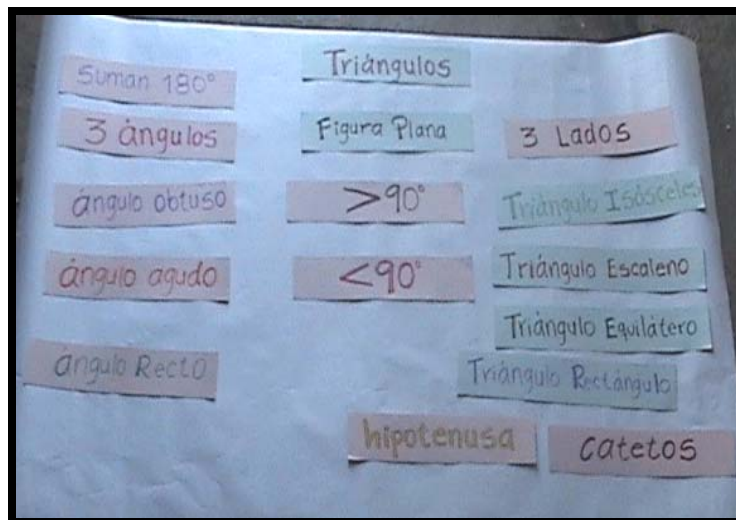 Triángulos
Suman 180°
3 ángulos
Figura Plana
3 Lados
ángulo obtuso
>90°
Triángulo Isósceles
ángulo agudo
<90°
Triángulo Escaleno
Triángulo Equilátero
ángulo Recto
Triángulo Rectángulo
hipotenusa
catetos